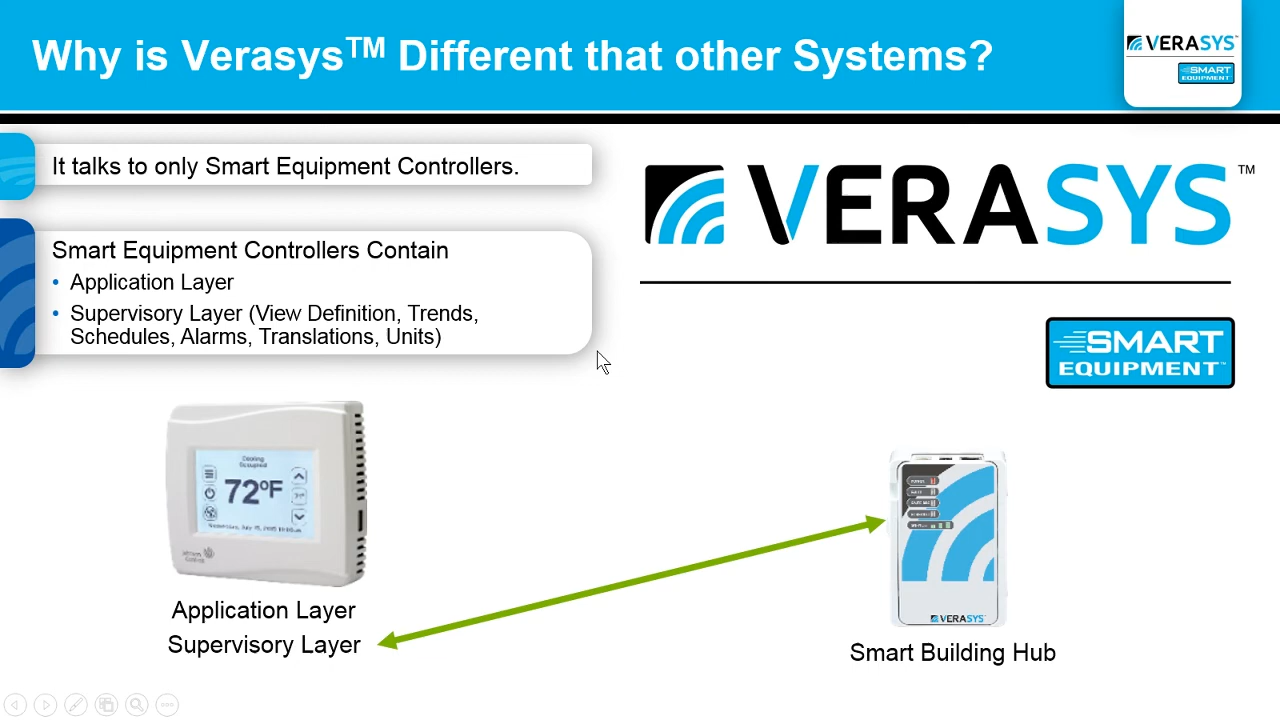 Why is Verasys™ Different that other Systems?
VERASYS™
SMART
EQUIPMENT
It talks to only Smart Equipment Controllers.
VERASYS™
Smart Equipment Controllers Contain
• Application Layer
• Supervisory Layer (View Definition, Trends,
Schedules, Alarms, Translations, Units)
SMART
EQUIPMENT™
Cooling
Occupied
72°F
VERASYS
Application Layer
Supervisory Layer
Smart Building Hub